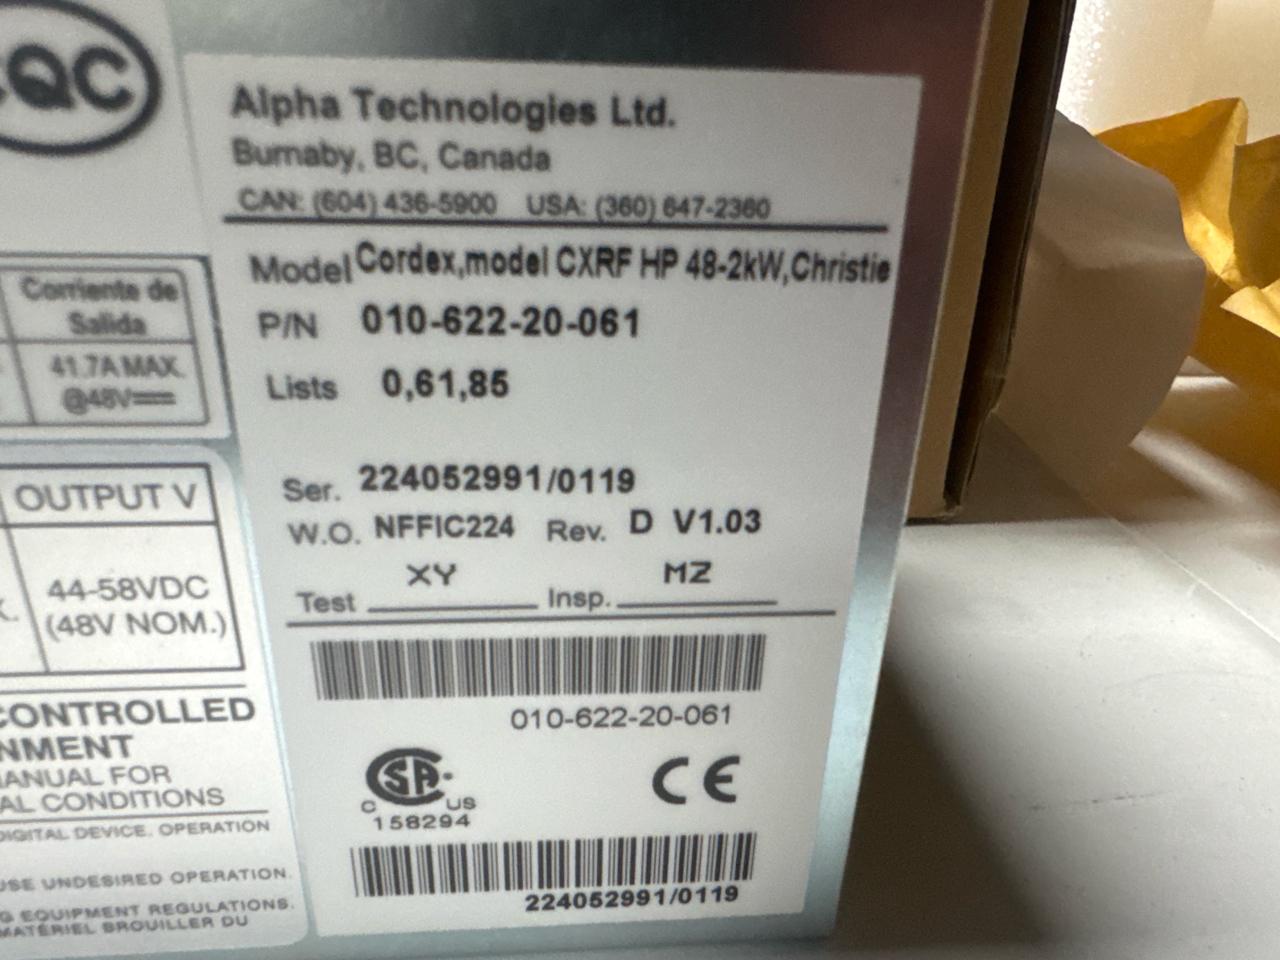 CQC
Alpha Technologies Ltd.
Burnaby, BC, Canada
CAN: (604) 436-5900 USA: (360) 647-2360
Model Cordex,model CXRF HP 48-2kW,Christie
P/N 010-622-20-061
Lists 0,61,85
Ser. 224052991/0119
W.O. NFFIC224 Rev. D V1.03
Test XY Insp. MZ
010-622-20-061
CSA CE
C US
158294
224052991/0119
Corriente de
Salida
41.7A MAX.
@48V
OUTPUT V
44-58VDC
(48V NOM.)
CONTROLLED
NMENT
ANUAL FOR
AL CONDITIONS
DIGITAL DEVICE. OPERATION
USE UNDESIRED OPERATION.
G EQUIPMENT REGULATIONS.
MATÉRIEL BROUILLER DU